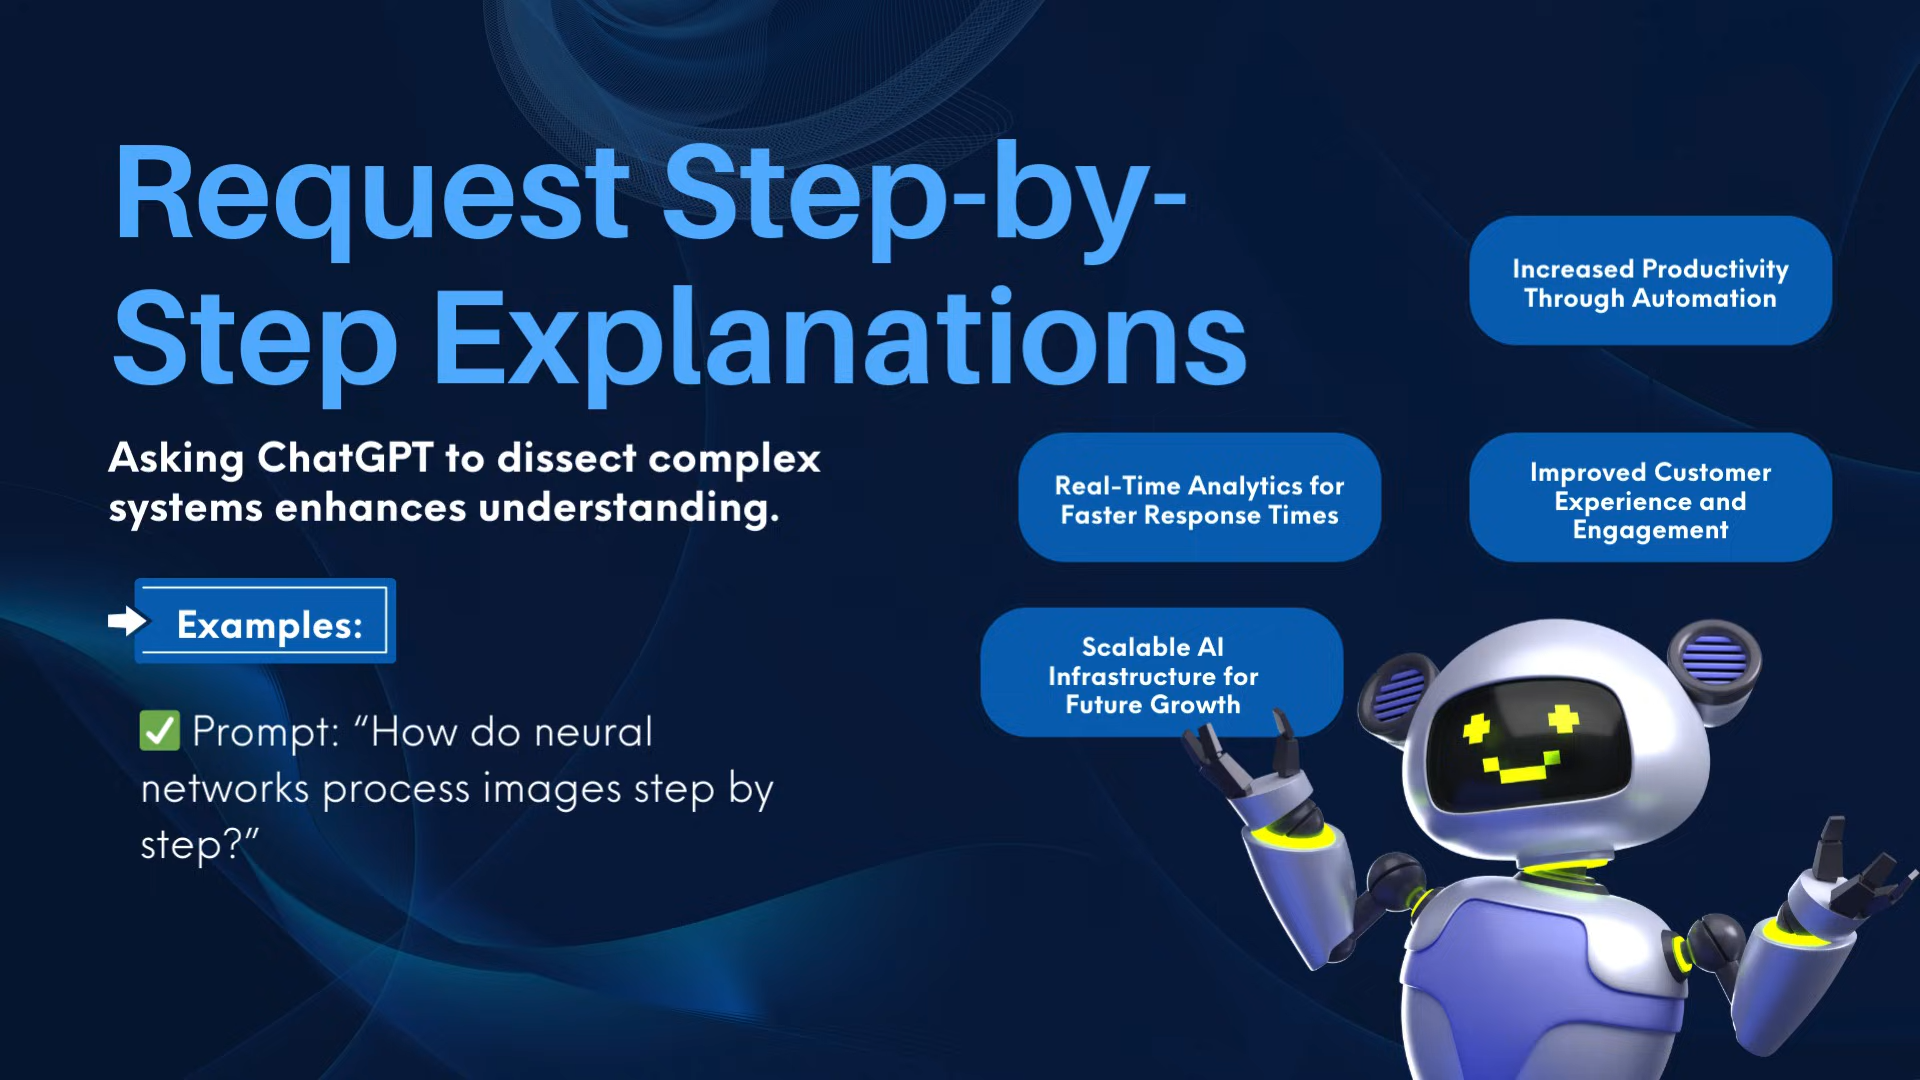 Request Step-by-
Step Explanations
Asking ChatGPT to dissect complex
systems enhances understanding.
Examples:
✅ Prompt: “How do neural
networks process images step by
step?”
Increased Productivity
Through Automation
Real-Time Analytics for
Faster Response Times
Improved Customer
Experience and
Engagement
Scalable AI
Infrastructure for
Future Growth